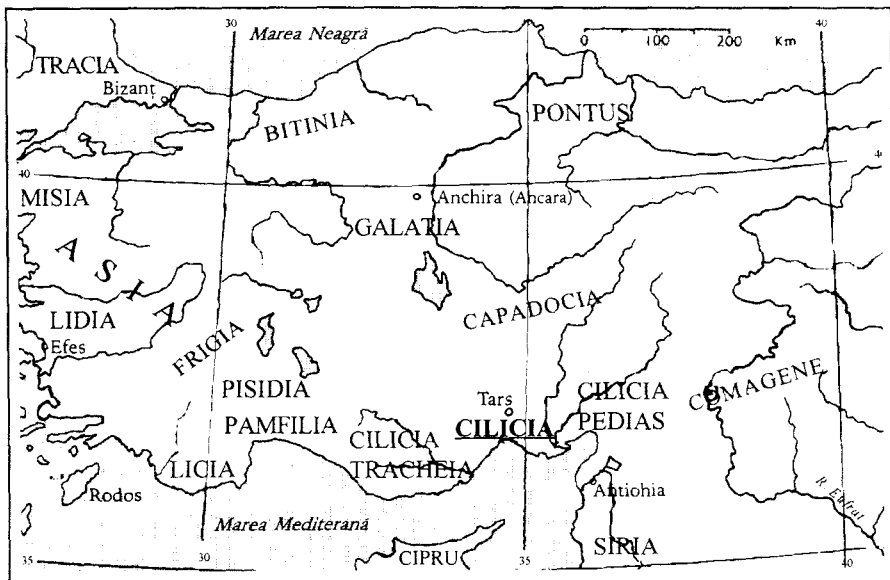 30
Marea Neagră
35
40
0 100 200 Km
TRACIA
Bizanț
BITINIA
PONTUS
40
40
MISIA
Anchira (Ancara)
GALATIA
ASIA
CAPADOCIA
LIDIA
Efes
FRIGIA
COMAGENE
PISIDIA
Tars
CILICIA
PEDIAS
PAMFILIA
CILICIA
CILICIA
TRACHEIA
LICIA
Rodos
Antiohia
R. Eufrat
Marea Mediterană
SIRIA
CIPRU
35
30
35
40